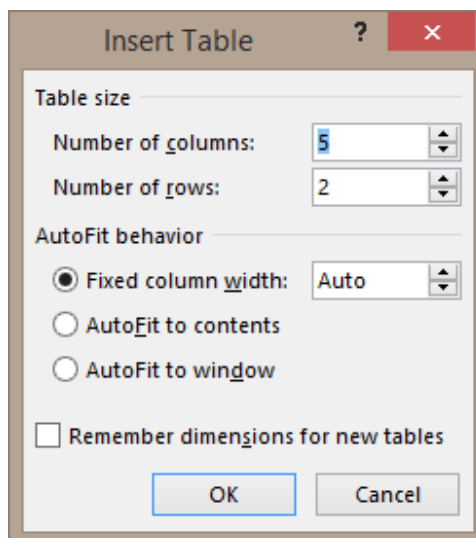 Insert Table ?
Table size
Number of columns: 5
Number of rows: 2
AutoFit behavior
Fixed column width: Auto
AutoFit to contents
AutoFit to window
Remember dimensions for new tables
OK Cancel